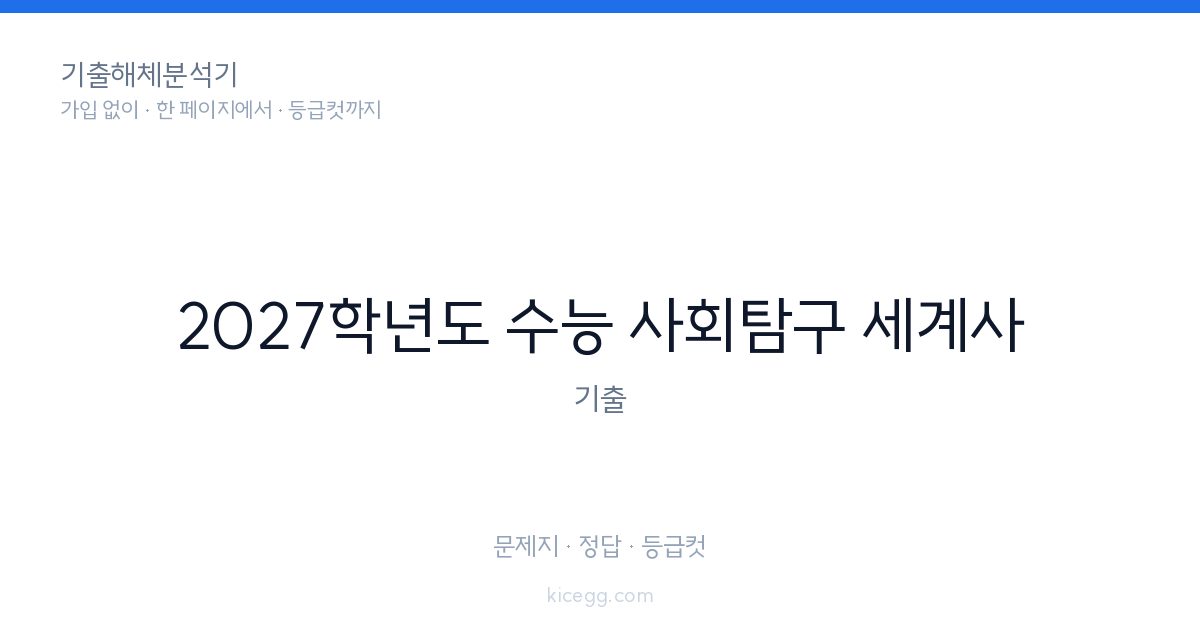 기출해체분석기
가입 없이 · 한 페이지에서 · 등급컷까지
2027학년도 수능 사회탐구 세계사
기출
문제지 · 정답 · 등급컷
kicegg.com